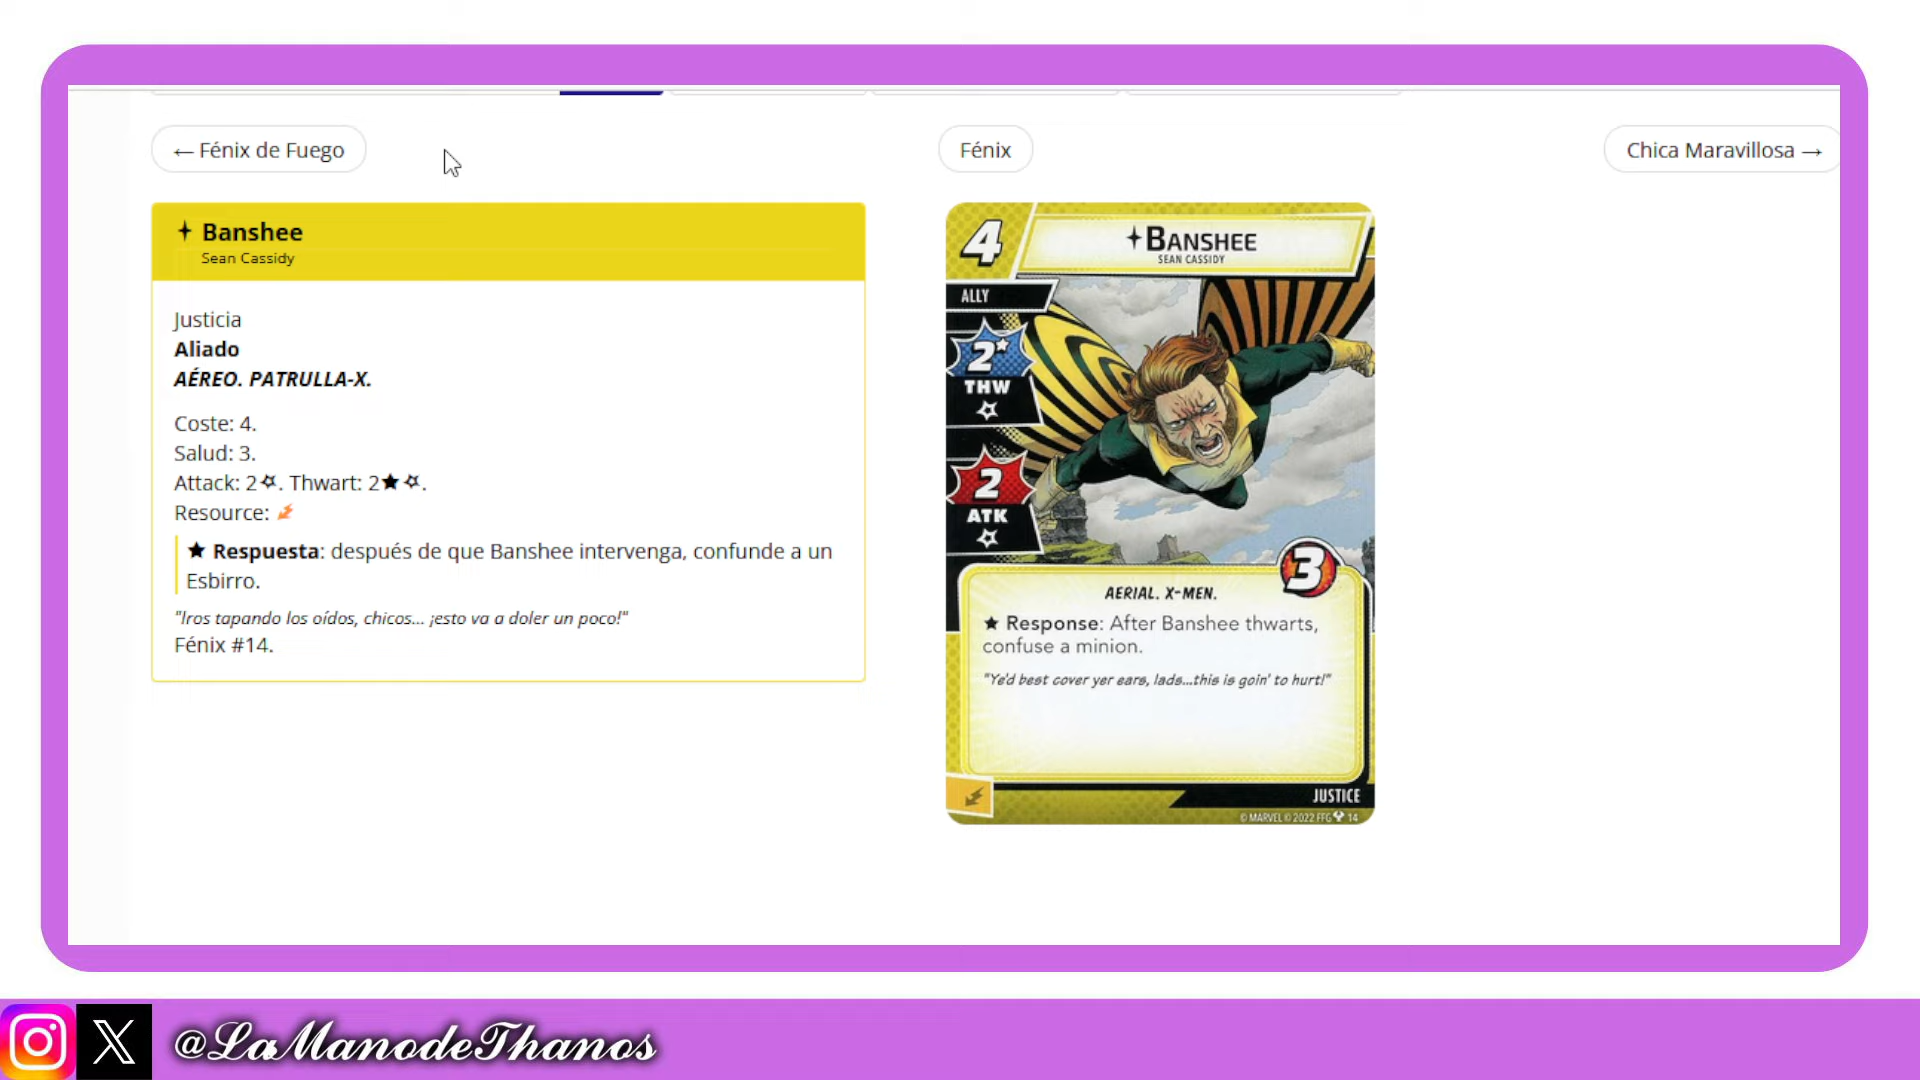 ← Fénix de Fuego
Fénix
Chica Maravillosa →
Banshee
Sean Cassidy
Justicia
Aliado
AÉREO. PATRULLA-X.
Coste: 4.
Salud: 3.
Attack: 2. Thwart: 2★.
Resource:
★ Respuesta: después de que Banshee intervenga, confunde a un
Esbirro.
"Iros tapando los oídos, chicos... ¡esto va a doler un poco!"
Fénix #14.
4
BANSHEE
SEAN CASSIDY
ALLY
2★
THW
2
ATK
3
AERIAL. X-MEN.
★ Response: After Banshee thwarts,
confuse a minion.
"Ye'd best cover yer ears, lads...this is goin' to hurt!"
JUSTICE
© MARVEL © 2022 FFG 14
@LaManodeThanos